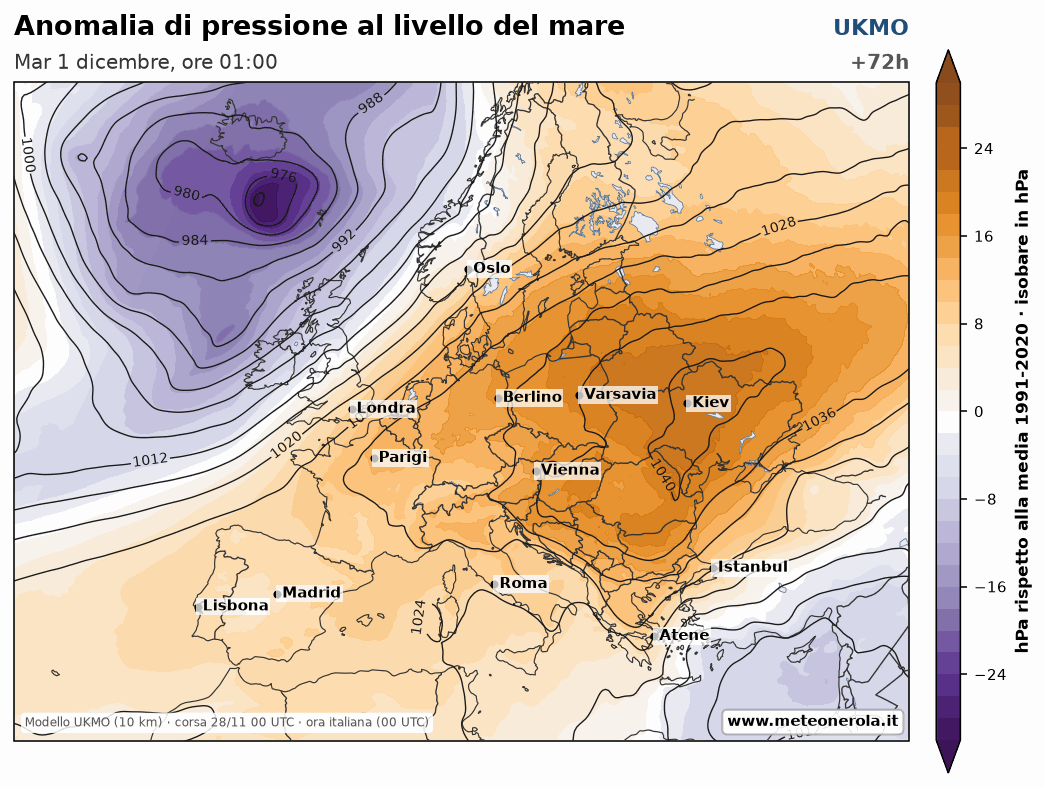 Anomalia di pressione al livello del mare
UKMO
Mar 1 dicembre, ore 01:00
+72h
988
1000
976
980
984
992
1028
Oslo
24
16
8
0
−8
−16
−24
hPa rispetto alla media 1991-2020 · isobare in hPa
Londra
Berlino
Varsavia
Kiev
1036
1020
1012
Parigi
Vienna
1040
Istanbul
Roma
Madrid
Lisbona
1024
Atene
Modello UKMO (10 km) · corsa 28/11 00 UTC · ora italiana (00 UTC)
www.meteonerola.it